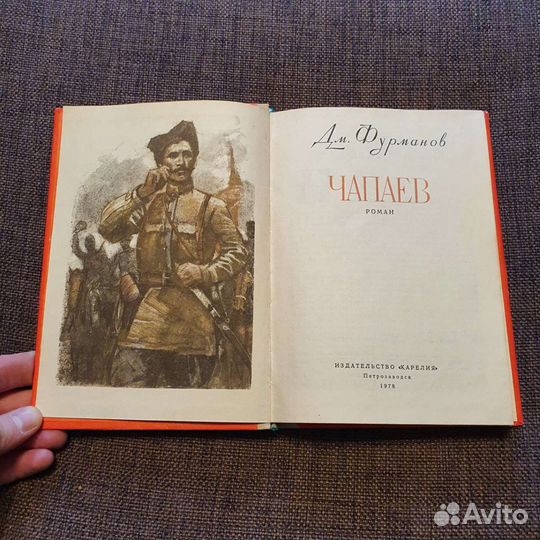 Дм. Фурманов
ЧАПАЕВ
РОМАН
ИЗДАТЕЛЬСТВО «КАРЕЛИЯ»
Петрозаводск
1978
Avito